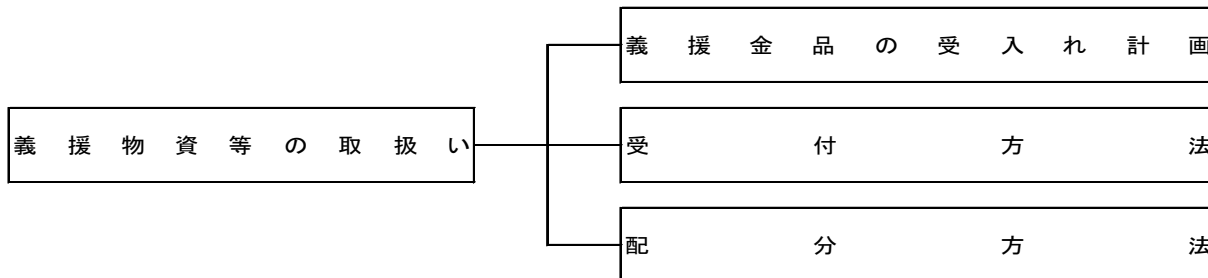 義援金品の受入れ計画
義援物資等の取扱い
受付方法
配分方法